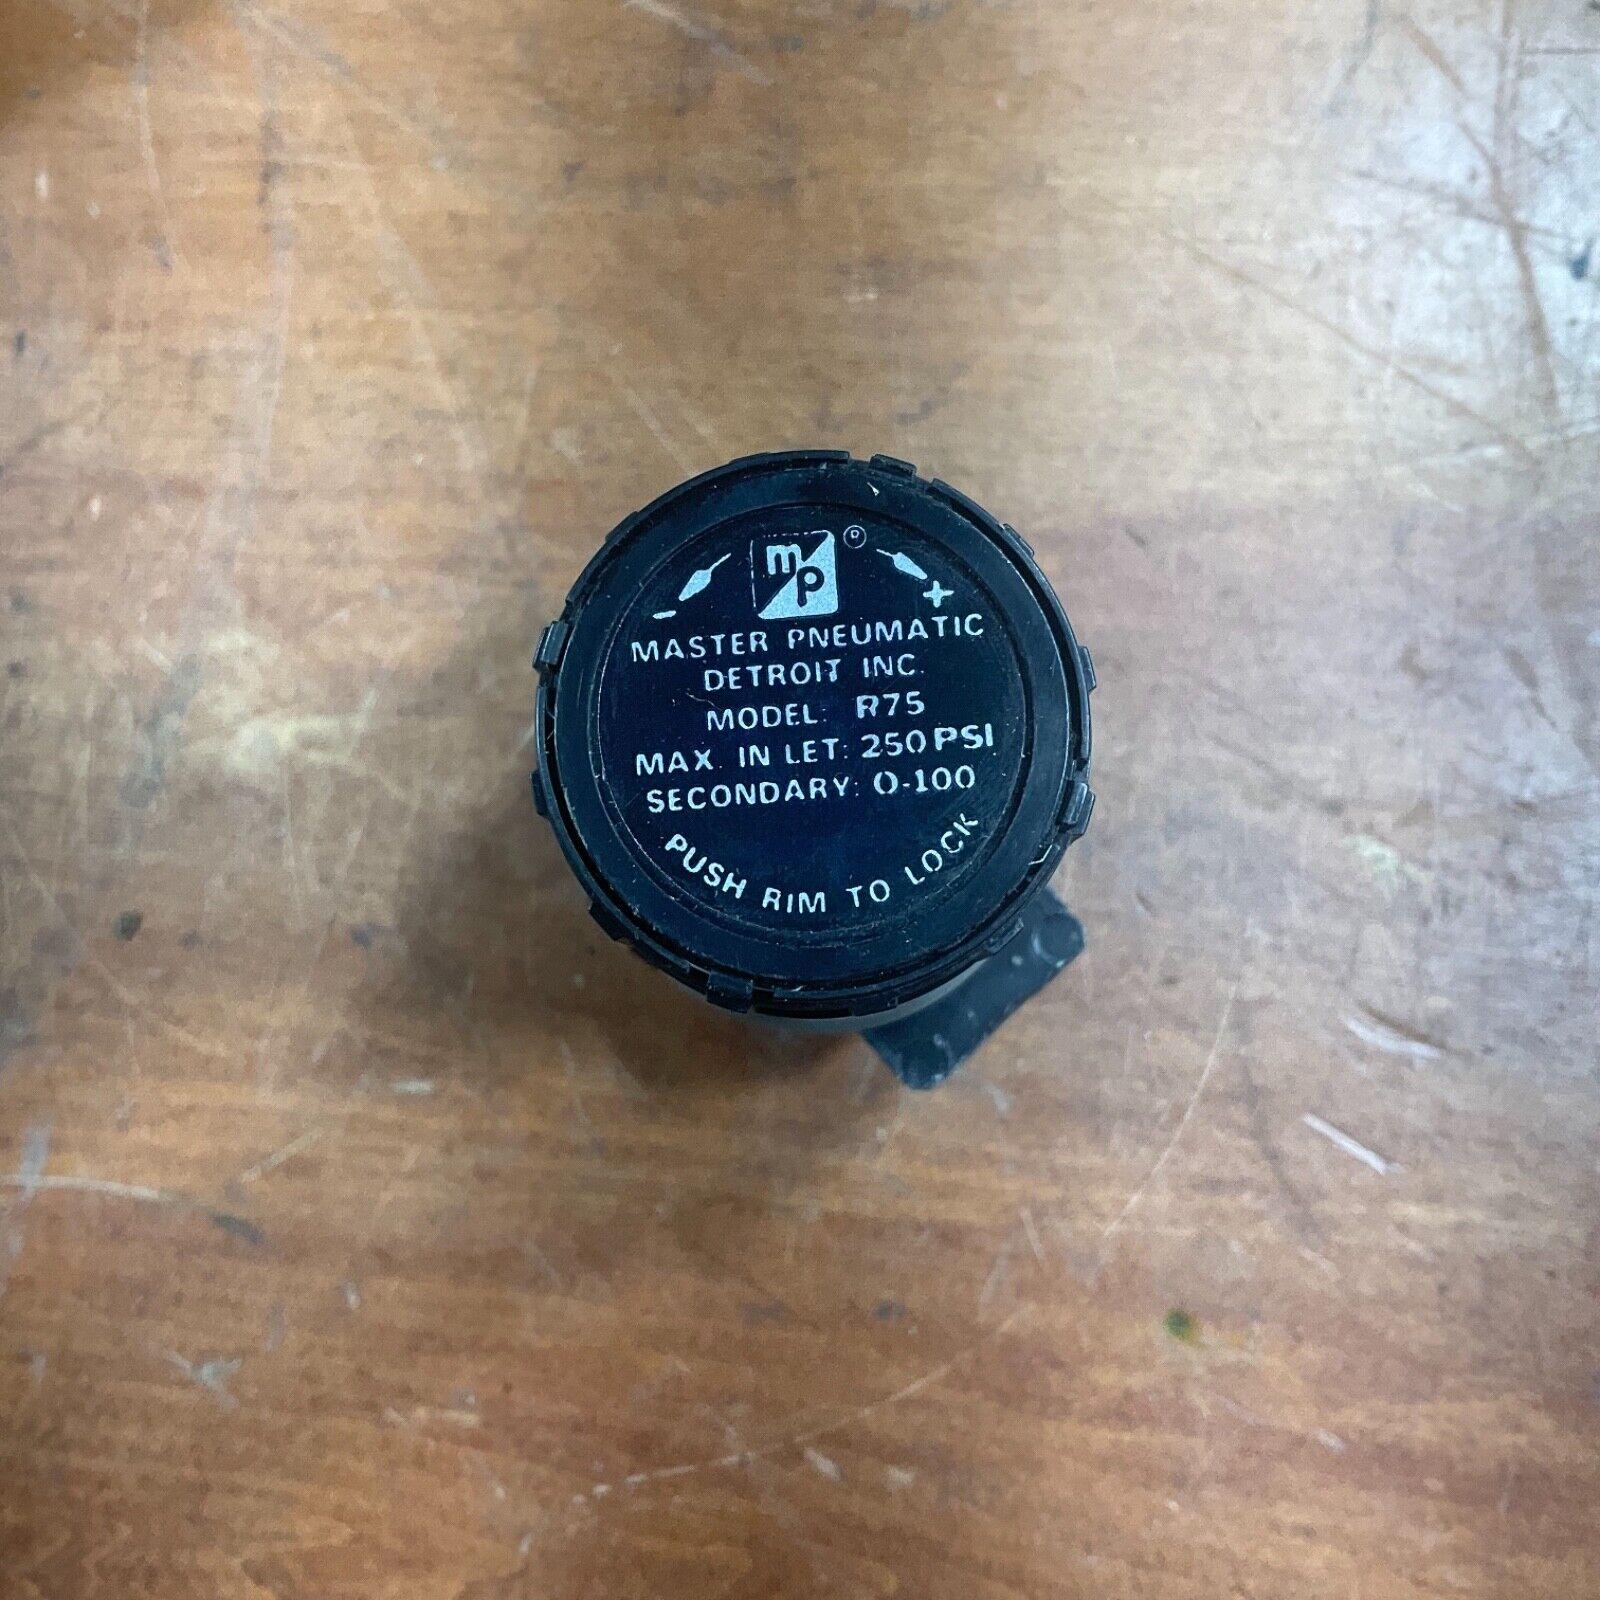 mp ®
- +
MASTER PNEUMATIC
DETROIT INC.
MODEL: R75
MAX. IN LET: 250 PSI
SECONDARY: 0-100
PUSH RIM TO LOCK